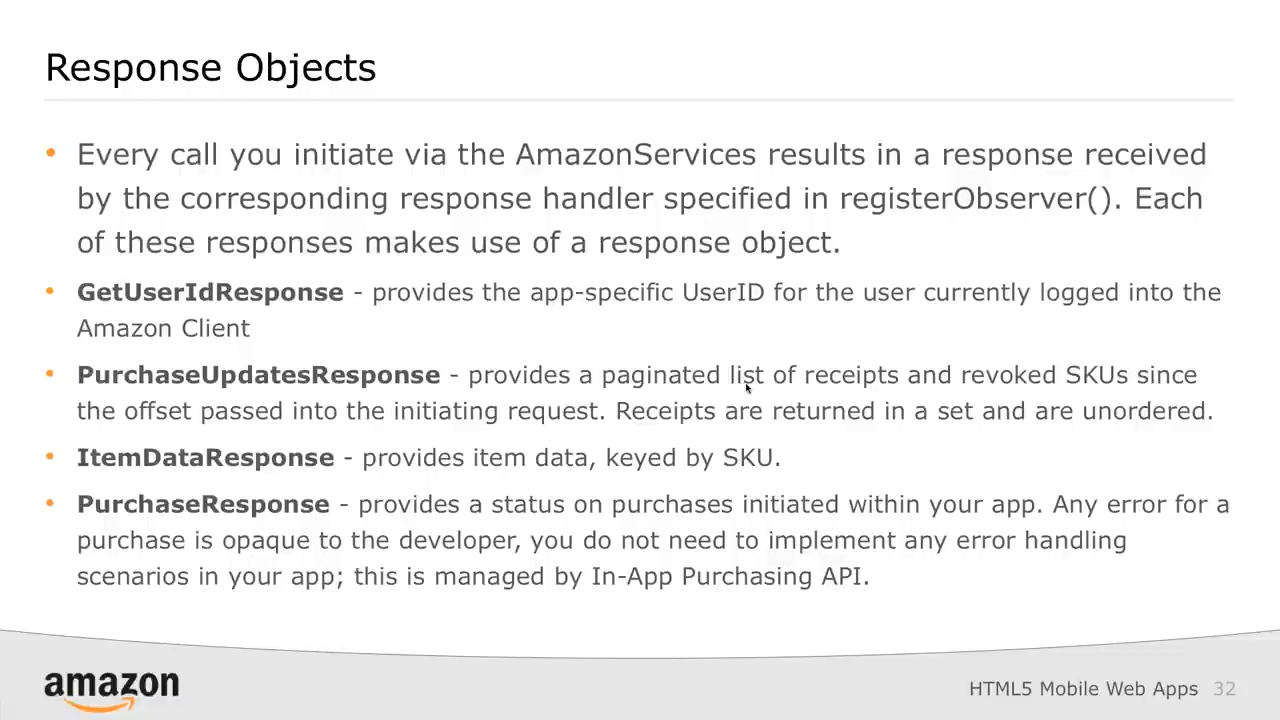 Response Objects
• Every call you initiate via the AmazonServices results in a response received
by the corresponding response handler specified in registerObserver(). Each
of these responses makes use of a response object.
• GetUserIdResponse - provides the app-specific UserID for the user currently logged into the
Amazon Client
• PurchaseUpdatesResponse - provides a paginated list of receipts and revoked SKUs since
the offset passed into the initiating request. Receipts are returned in a set and are unordered.
• ItemDataResponse - provides item data, keyed by SKU.
• PurchaseResponse - provides a status on purchases initiated within your app. Any error for a
purchase is opaque to the developer, you do not need to implement any error handling
scenarios in your app; this is managed by In-App Purchasing API.
amazon
HTML5 Mobile Web Apps 32